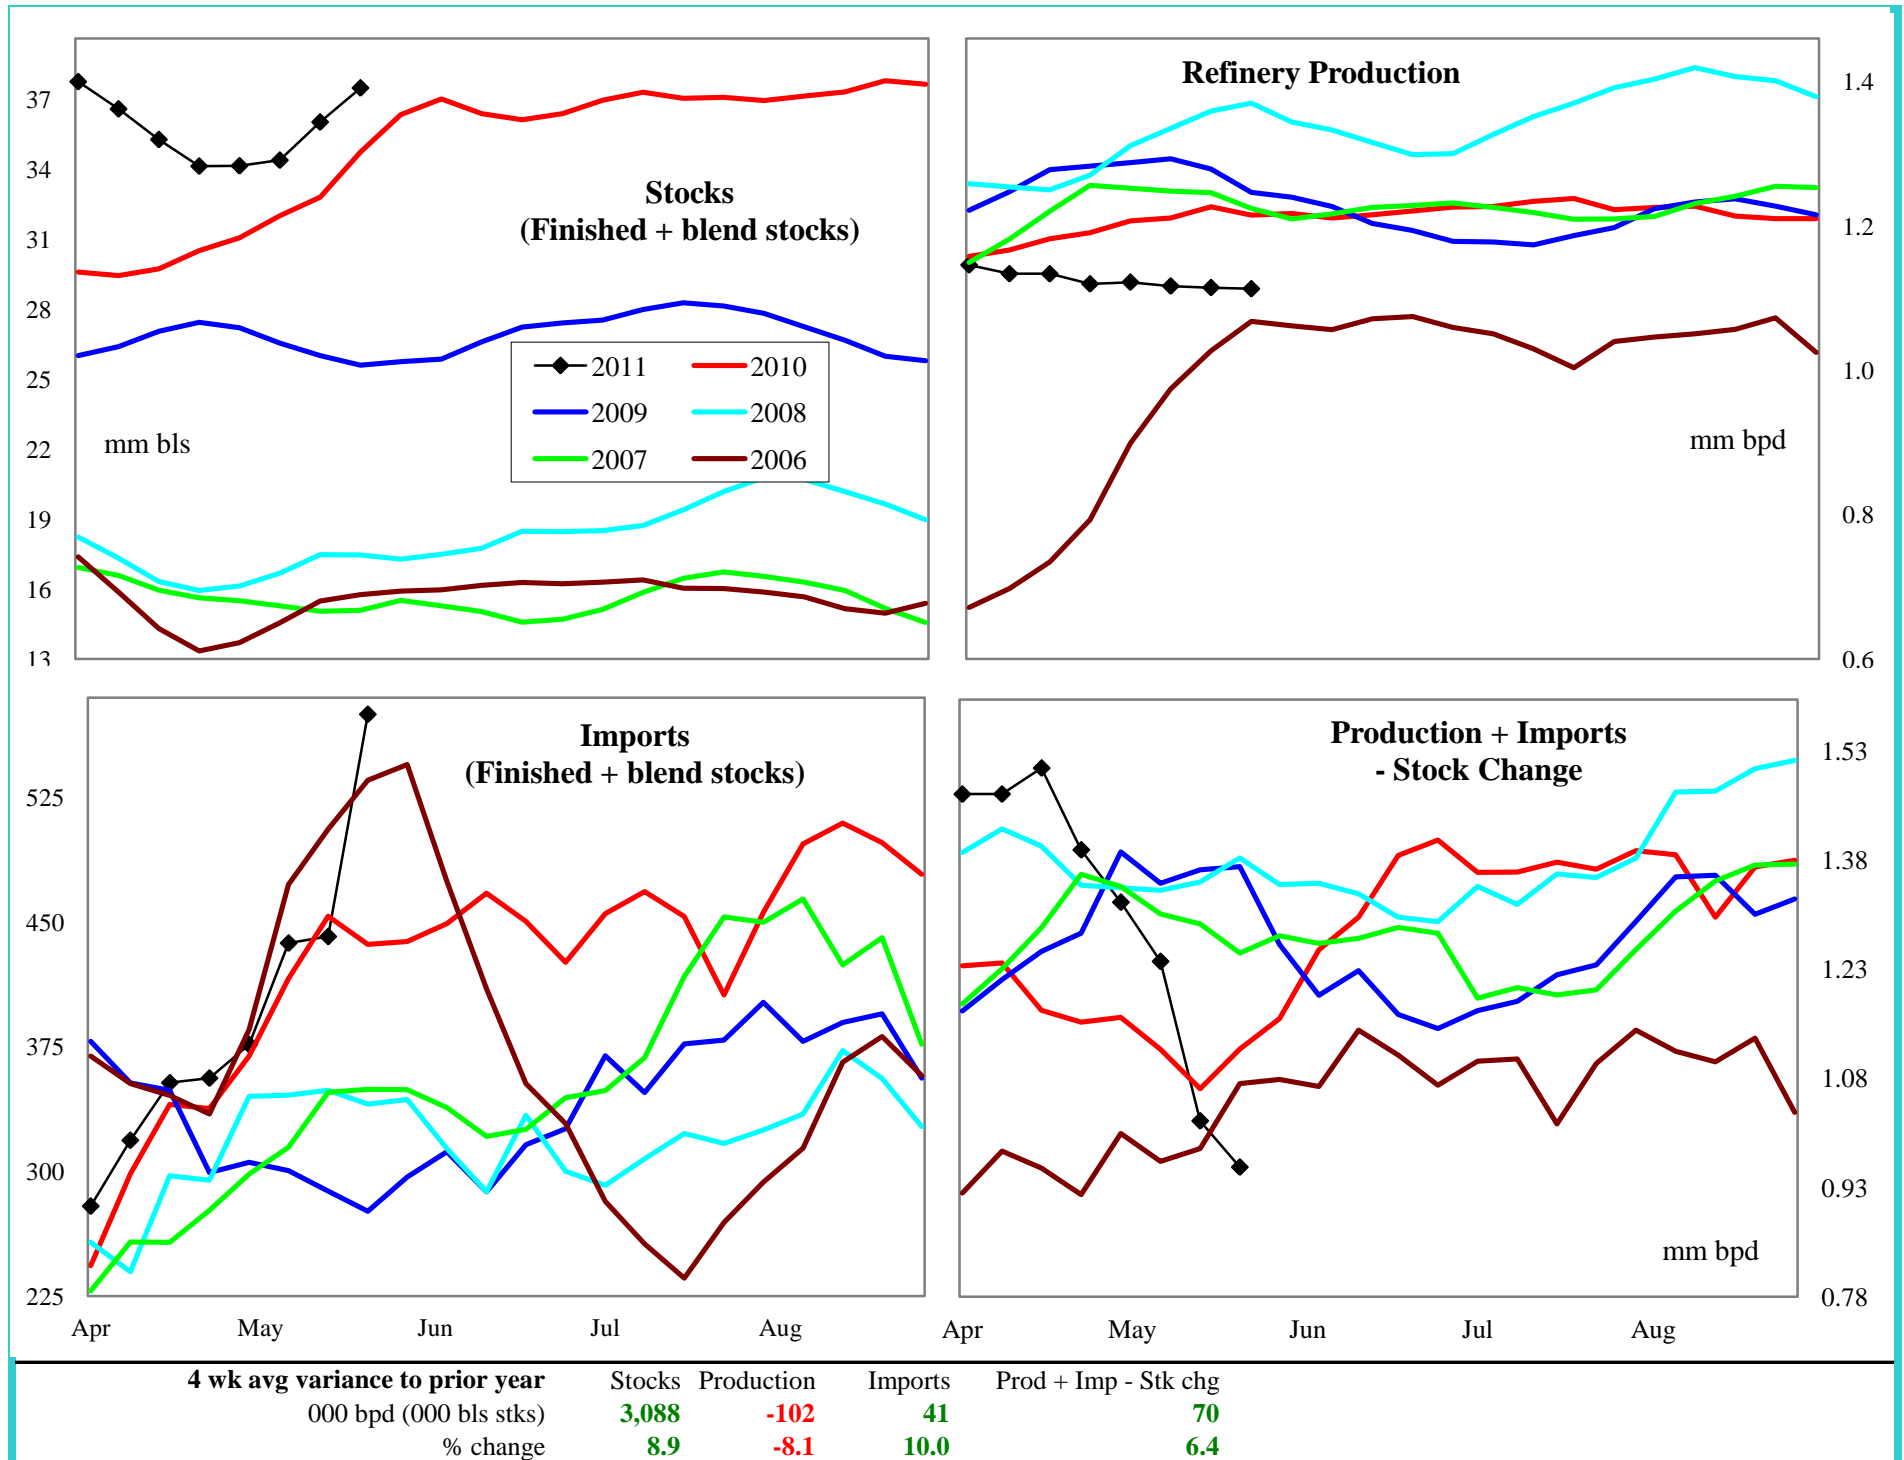 Stocks
(Finished + blend stocks)
37
34
31
28
25
22
19
16
13
mm bls
2011 2010
2009 2008
2007 2006
Refinery Production
1.4
1.2
1.0
0.8
0.6
mm bpd
Imports
(Finished + blend stocks)
525
450
375
300
225
Apr May Jun Jul Aug
Production + Imports
- Stock Change
1.53
1.38
1.23
1.08
0.93
0.78
mm bpd
Apr May Jun Jul Aug
4 wk avg variance to prior year Stocks Production Imports Prod + Imp - Stk chg
000 bpd (000 bls stks) 3,088 -102 41 70
% change 8.9 -8.1 10.0 6.4